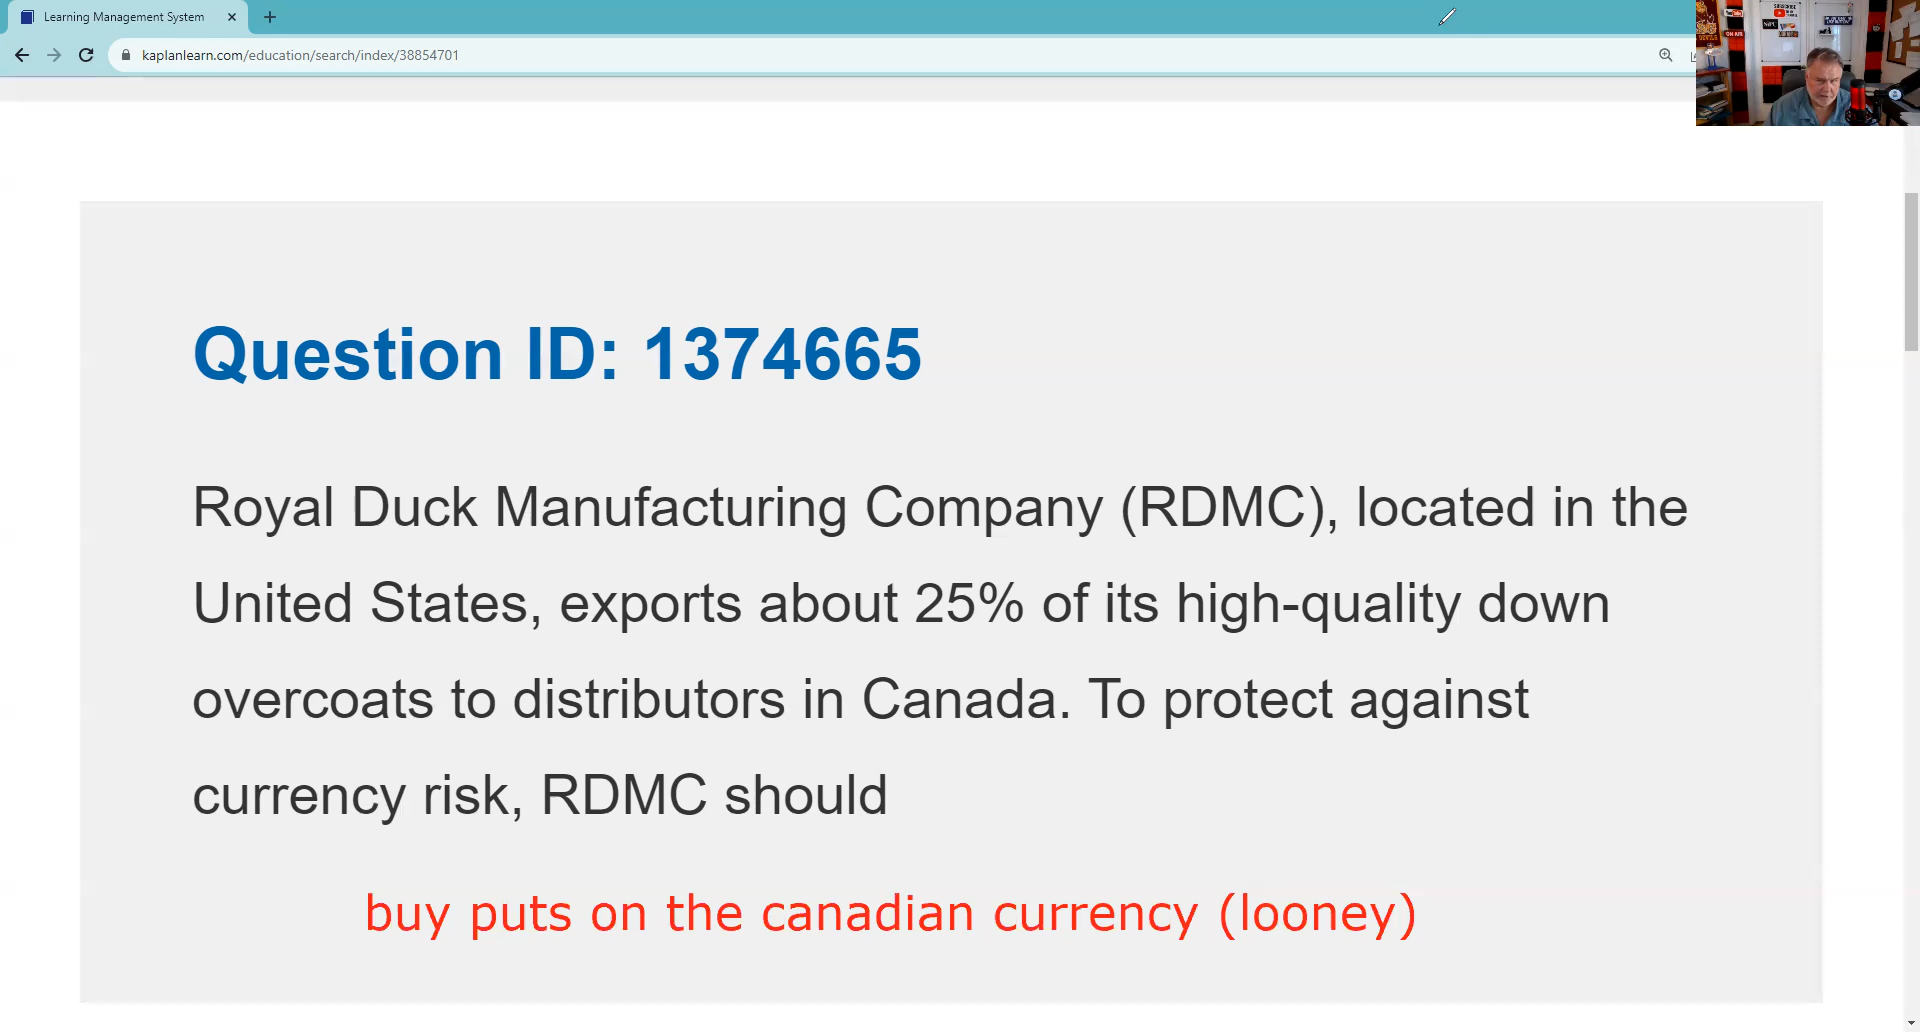 Learning Management System
kaplanlearn.com/education/search/index/38854701
Question ID: 1374665
Royal Duck Manufacturing Company (RDMC), located in the
United States, exports about 25% of its high-quality down
overcoats to distributors in Canada. To protect against
currency risk, RDMC should
buy puts on the canadian currency (looney)